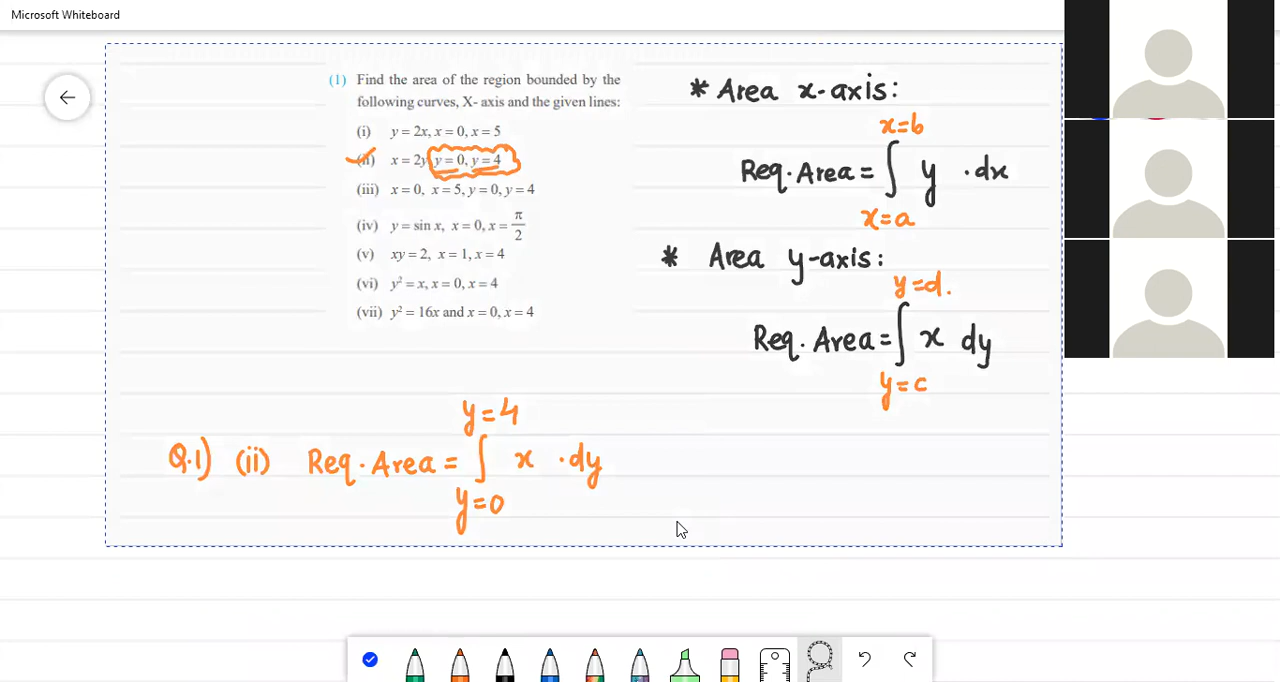 Microsoft Whiteboard
(1) Find the area of the region bounded by the
following curves, X- axis and the given lines:
(i) y = 2x, x = 0, x = 5
(ii) x = 2y, y = 0, y = 4
(iii) x = 0, x = 5, y = 0, y = 4
(iv) y = sin x, x = 0, x = π/2
(v) xy = 2, x = 1, x = 4
(vi) y² = x, x = 0, x = 4
(vii) y² = 16x and x = 0, x = 4
* Area x-axis:
x=b
Req. Area = ∫ y .dx
x=a
* Area y-axis:
y=d.
Req. Area = ∫ x dy
y=c
y=4
Q.1) (ii) Req. Area = ∫ x .dy
y=0